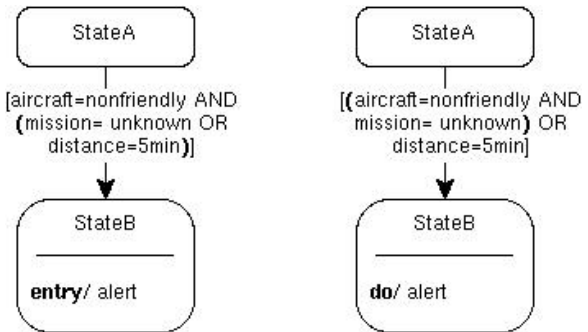 StateA
[aircraft=nonfriendly AND
(mission= unknown OR
distance=5min)]
StateB
entry/ alert
StateA
[(aircraft=nonfriendly AND
mission= unknown) OR
distance=5min]
StateB
do/ alert